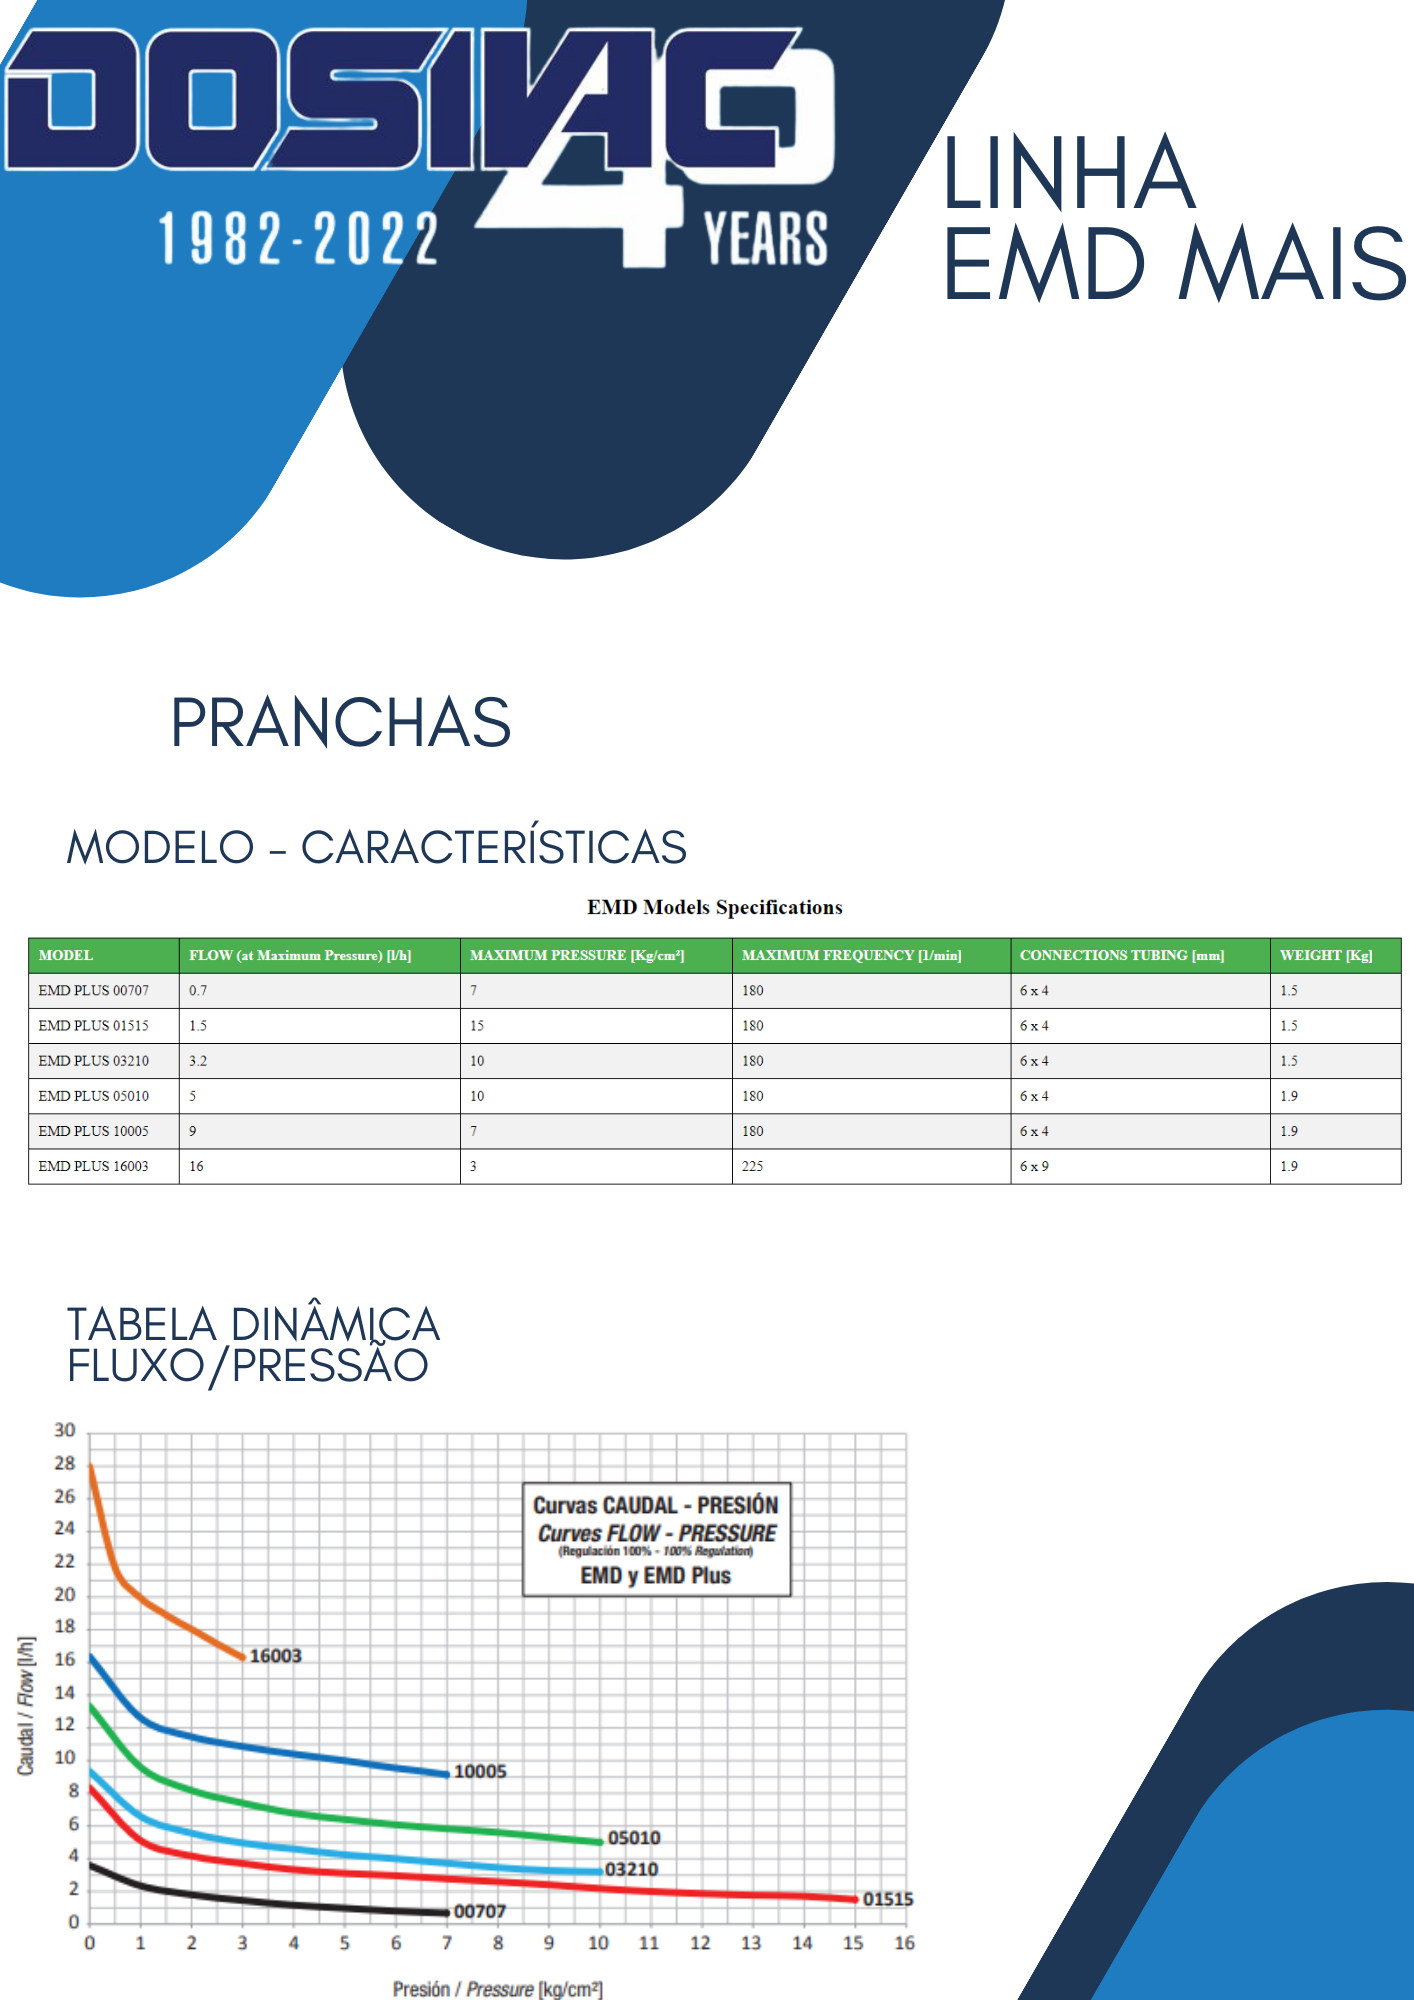 DOSIVAC
40
1982-2022
YEARS
LINHA
EMD MAIS
PRANCHAS
MODELO - CARACTERÍSTICAS
EMD Models Specifications
MODEL FLOW (at Maximum Pressure) [l/h] MAXIMUM PRESSURE [Kg/cm²] MAXIMUM FREQUENCY [1/min] CONNECTIONS TUBING [mm] WEIGHT [Kg]
EMD PLUS 00707 0.7 7 180 6 x 4 1.5
EMD PLUS 01515 1.5 15 180 6 x 4 1.5
EMD PLUS 03210 3.2 10 180 6 x 4 1.5
EMD PLUS 05010 5 10 180 6 x 4 1.9
EMD PLUS 10005 9 7 180 6 x 4 1.9
EMD PLUS 16003 16 3 225 6 x 9 1.9
TABELA DINÂMICA
FLUXO/PRESSÃO
30
28
26
24
22
20
18
16
14
12
10
8
6
4
2
0
Caudal / Flow [l/h]
Curvas CAUDAL - PRESIÓN
Curves FLOW - PRESSURE
(Regulación 100% - 100% Regulation)
EMD y EMD Plus
16003
10005
05010
03210
01515
00707
0 1 2 3 4 5 6 7 8 9 10 11 12 13 14 15 16
Presión / Pressure [kg/cm²]